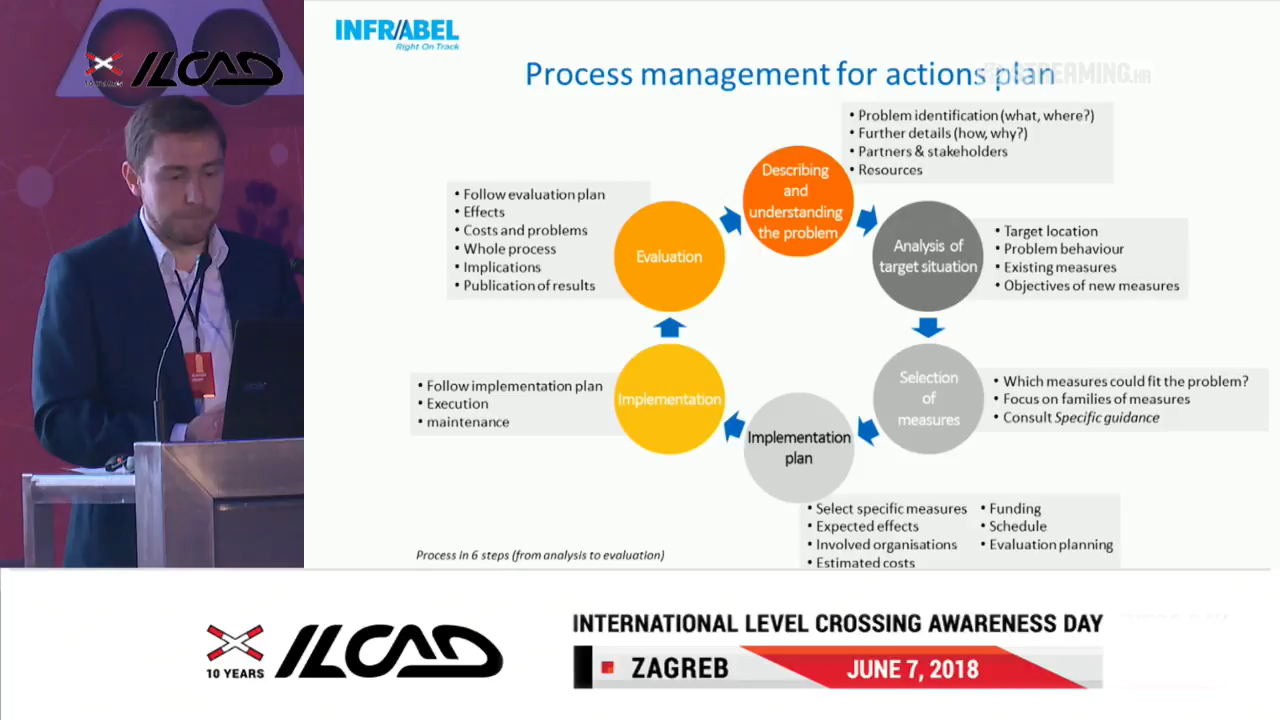 ILCAD
10 YEARS
INFRABEL
Right On Track
STREAMING.HR
Process management for actions plan
• Problem identification (what, where?)
• Further details (how, why?)
• Partners & stakeholders
• Resources
Describing
and
understanding
the problem
• Follow evaluation plan
• Effects
• Costs and problems
• Whole process
• Implications
• Publication of results
Evaluation
Analysis of
target situation
• Target location
• Problem behaviour
• Existing measures
• Objectives of new measures
• Follow implementation plan
• Execution
• maintenance
Implementation
Selection
of
measures
• Which measures could fit the problem?
• Focus on families of measures
• Consult Specific guidance
Implementation
plan
• Select specific measures
• Expected effects
• Involved organisations
• Estimated costs
• Funding
• Schedule
• Evaluation planning
Process in 6 steps (from analysis to evaluation)
10 YEARS
ILCAD
INTERNATIONAL LEVEL CROSSING AWARENESS DAY
ZAGREB
JUNE 7, 2018